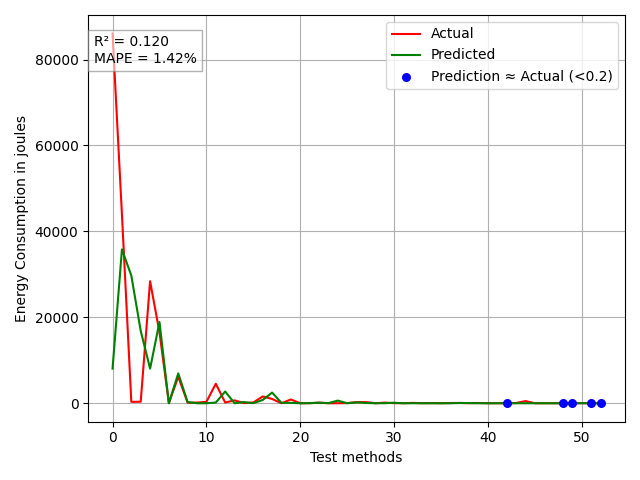 R² = 0.120
MAPE = 1.42%
Actual
Predicted
Prediction ≈ Actual (<0.2)
Energy Consumption in joules
80000
60000
40000
20000
0
0 10 20 30 40 50
Test methods